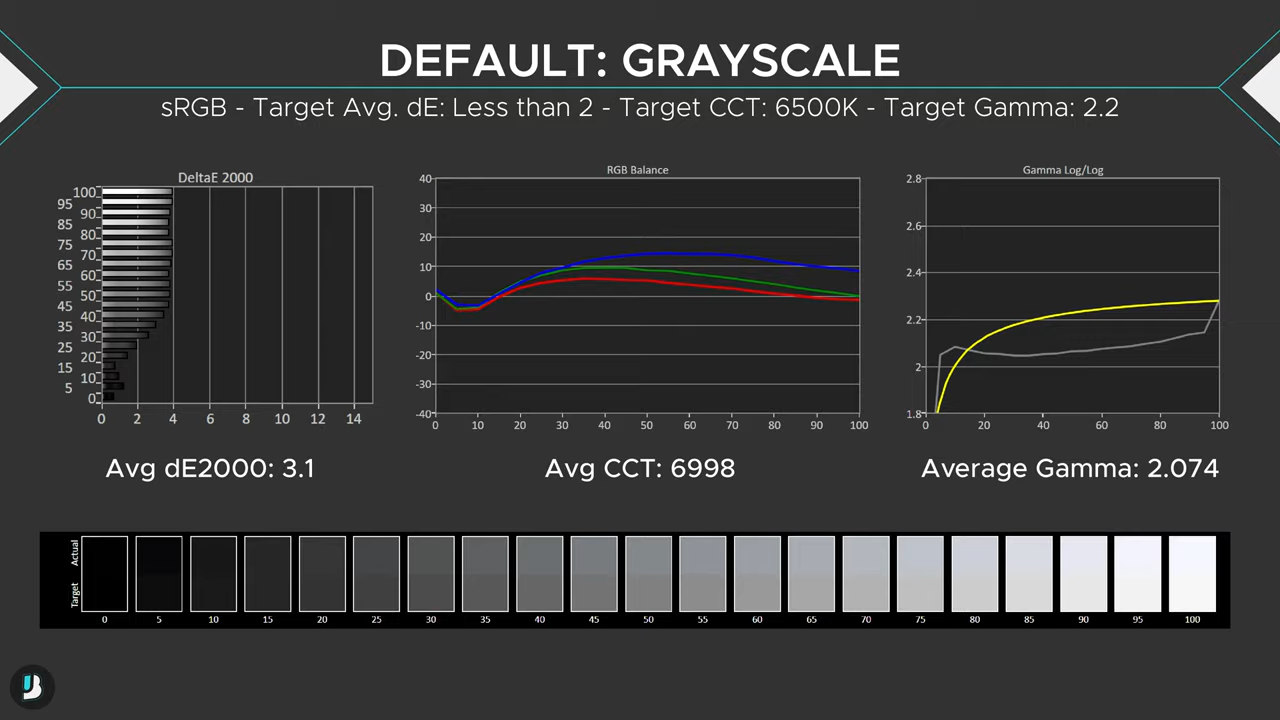 DEFAULT: GRAYSCALE
sRGB - Target Avg. dE: Less than 2 - Target CCT: 6500K - Target Gamma: 2.2
DeltaE 2000
100
95
90
85
80
75
70
65
60
55
50
45
40
35
30
25
20
15
10
5
0
0 2 4 6 8 10 12 14
Avg dE2000: 3.1
RGB Balance
40
30
20
10
0
-10
-20
-30
-40
0 10 20 30 40 50 60 70 80 90 100
Avg CCT: 6998
Gamma Log/Log
2.8
2.6
2.4
2.2
2
1.8
0 20 40 60 80 100
Average Gamma: 2.074
Actual
Target
0 5 10 15 20 25 30 35 40 45 50 55 60 65 70 75 80 85 90 95 100